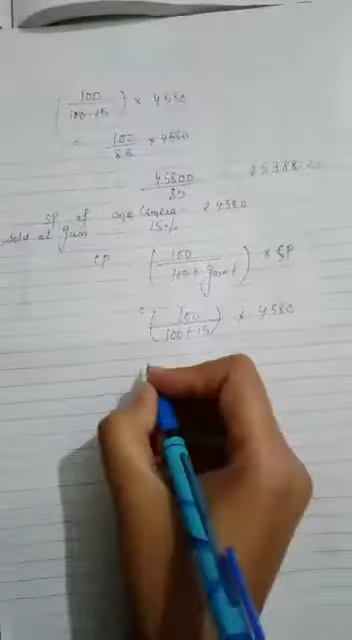 (100/100-15) × 4580
= 100/85 × 4580
45800/85
SP of one Camera = 4580
sold at gain 15%
CP (100/100+gain%) × SP
= (100/100+15) × 4580